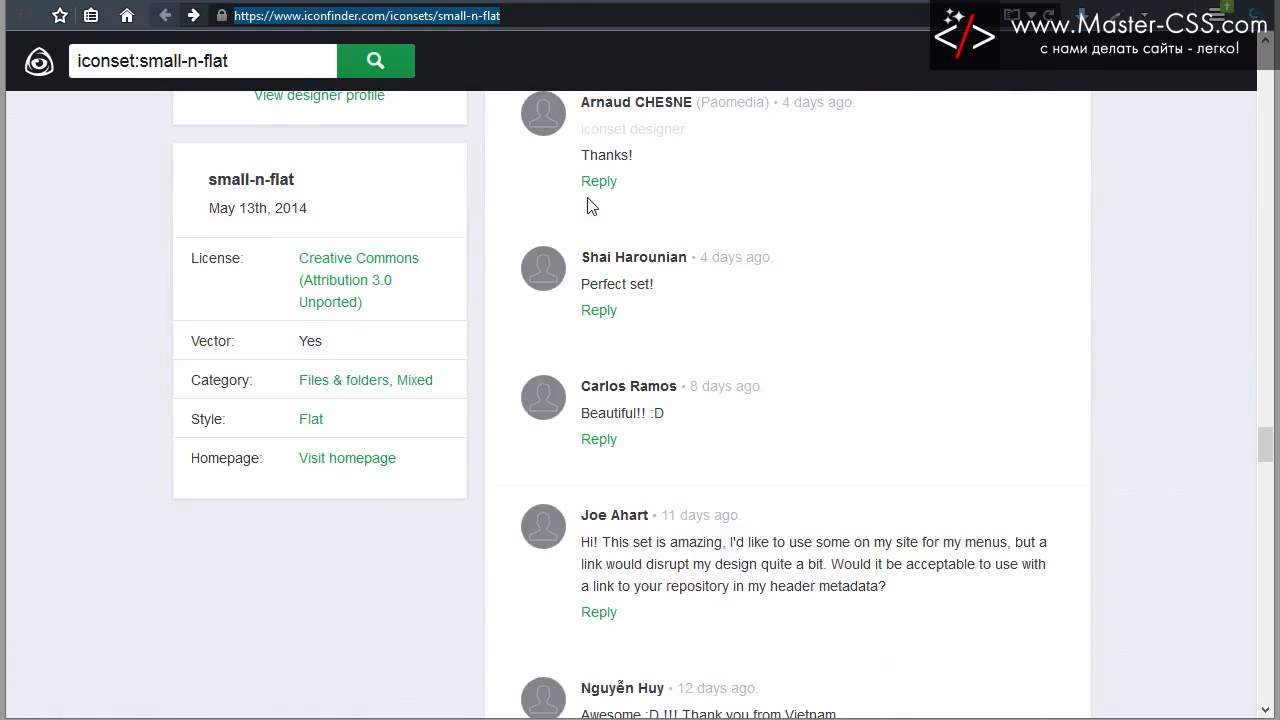 https://www.iconfinder.com/iconsets/small-n-flat
www.Master-CSS.com
с нами делать сайты - легко!
iconset:small-n-flat
View designer profile
small-n-flat
May 13th, 2014
License:
Creative Commons
(Attribution 3.0
Unported)
Vector:
Yes
Category:
Files & folders, Mixed
Style:
Flat
Homepage:
Visit homepage
Arnaud CHESNE (Paomedia) • 4 days ago.
Iconset designer
Thanks!
Reply
Shai Harounian • 4 days ago.
Perfect set!
Reply
Carlos Ramos • 8 days ago.
Beautiful!! :D
Reply
Joe Ahart • 11 days ago.
Hi! This set is amazing, I'd like to use some on my site for my menus, but a
link would disrupt my design quite a bit. Would it be acceptable to use with
a link to your repository in my header metadata?
Reply
Nguyễn Huy • 12 days ago.
Awesome :D !!! Thank you from Vietnam